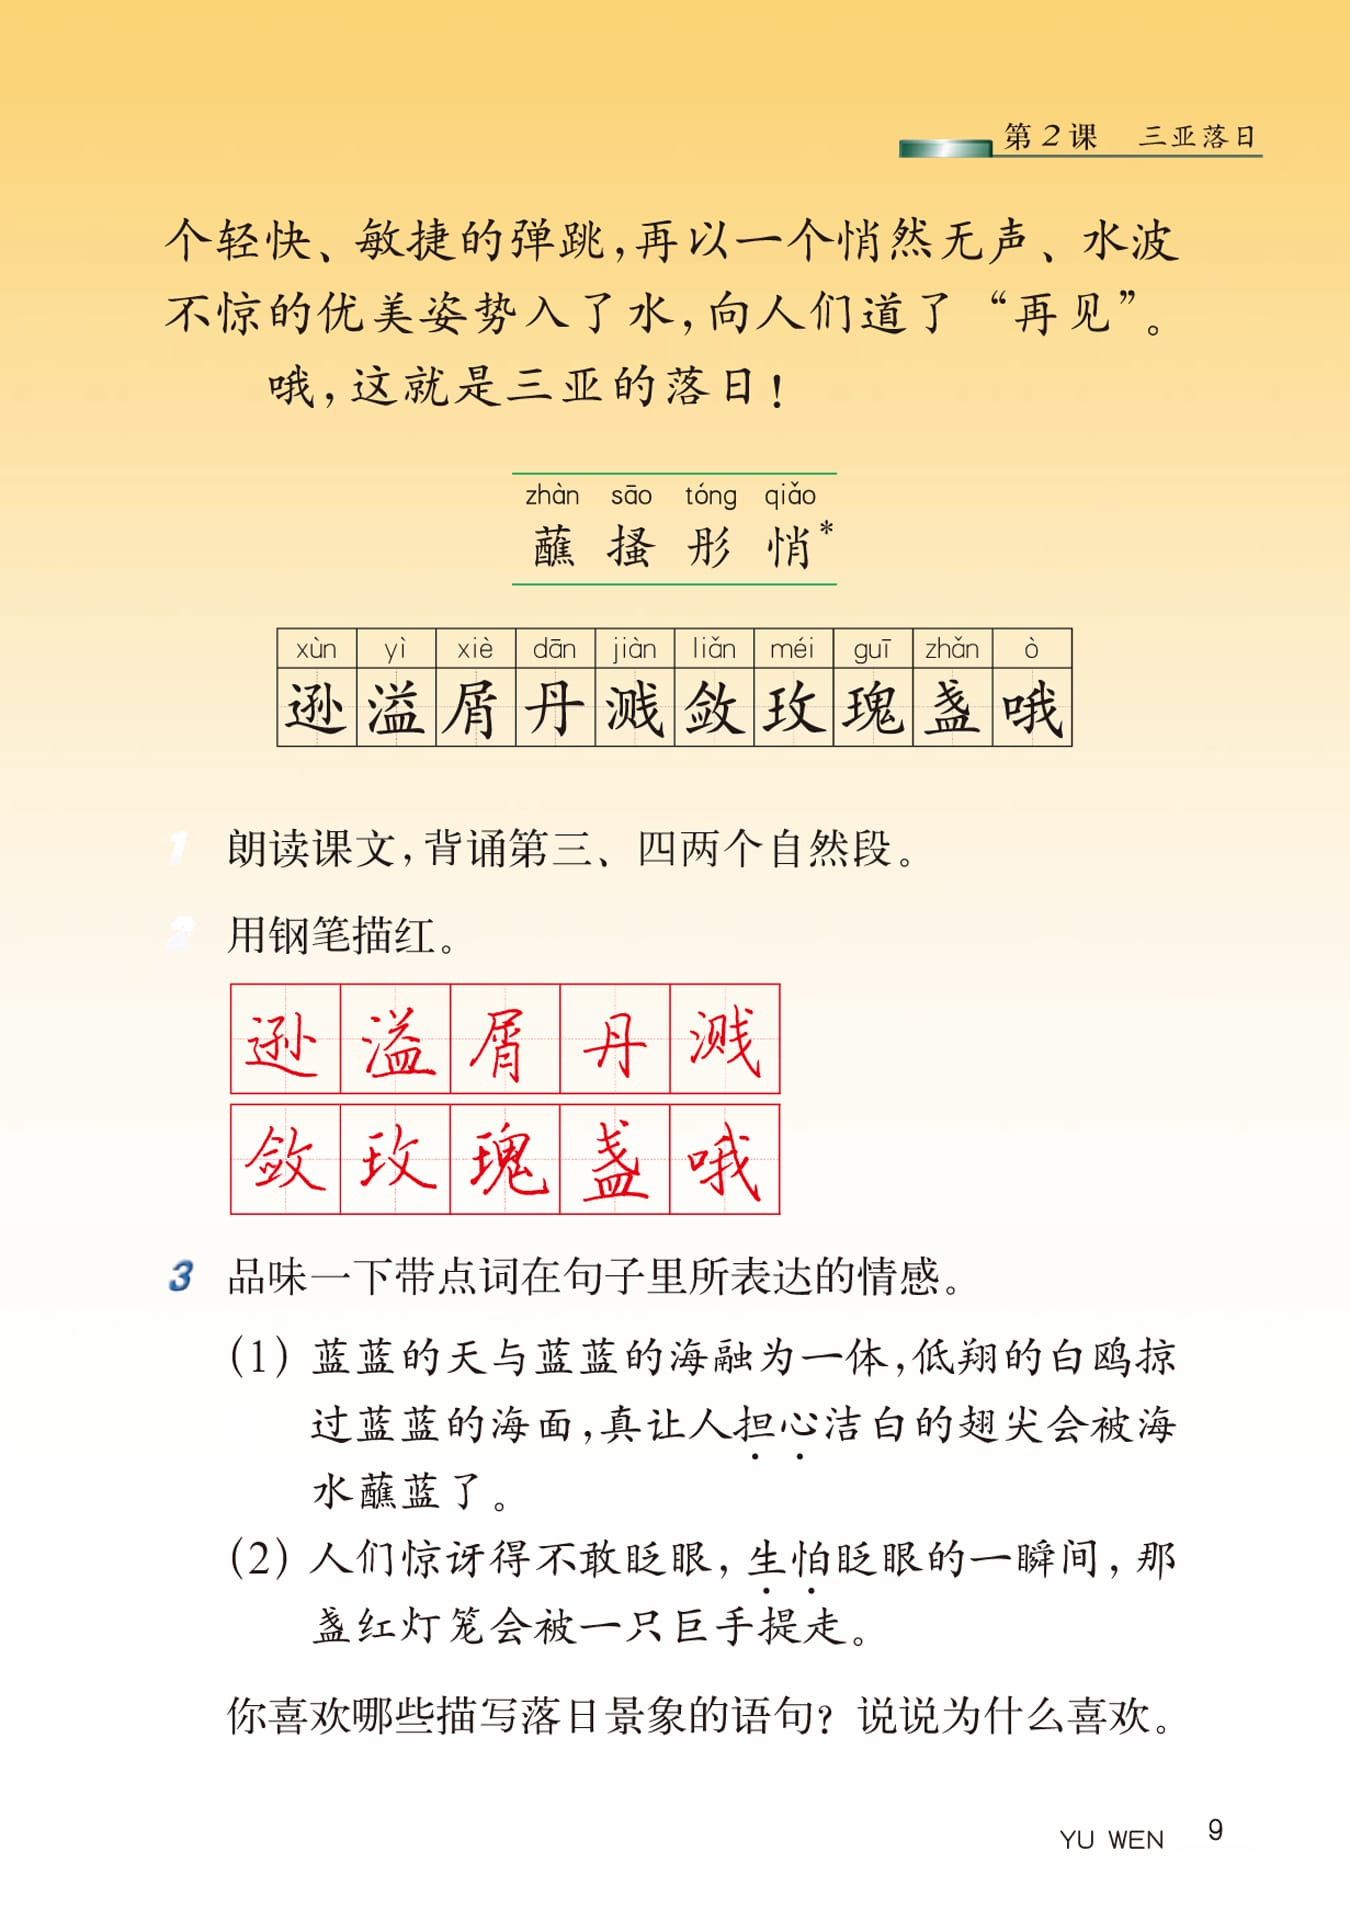 第2课 三亚落日
个轻快、敏捷的弹跳,再以一个悄然无声、水波
不惊的优美姿势入了水,向人们道了“再见”。
哦,这就是三亚的落日!
zhàn sāo tóng qiǎo
蘸 搔 彤 悄*
xùn yì xiè dān jiàn liǎn méi guī zhǎn ò
逊 溢 屑 丹 溅 敛 玫 瑰 盏 哦
1 朗读课文,背诵第三、四两个自然段。
2 用钢笔描红。
逊 溢 屑 丹 溅
敛 玫 瑰 盏 哦
3 品味一下带点词在句子里所表达的情感。
(1) 蓝蓝的天与蓝蓝的海融为一体,低翔的白鸥掠
过蓝蓝的海面,真让人担心洁白的翅尖会被海
水蘸蓝了。
(2) 人们惊讶得不敢眨眼,生怕眨眼的一瞬间,那
盏红灯笼会被一只巨手提走。
你喜欢哪些描写落日景象的语句?说说为什么喜欢。
YU WEN 9